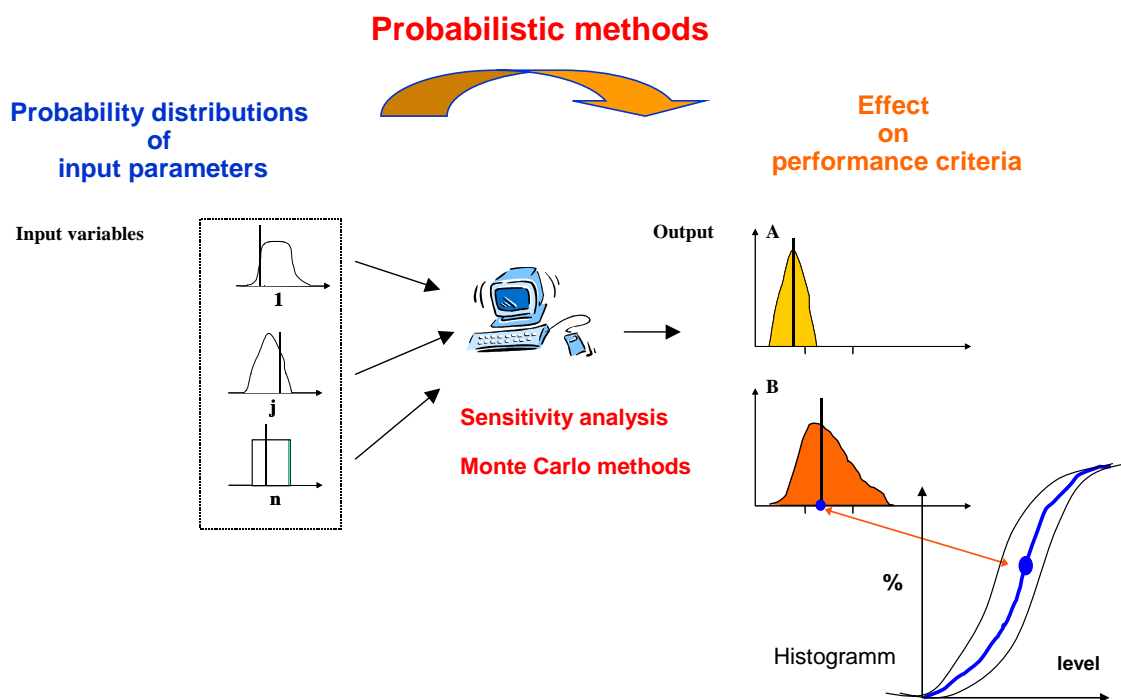 Probabilistic methods
Probability distributions
of
input parameters
Effect
on
performance criteria
Input variables
1
j
n
Output
A
B
Sensitivity analysis
Monte Carlo methods
%
Histogramm
level